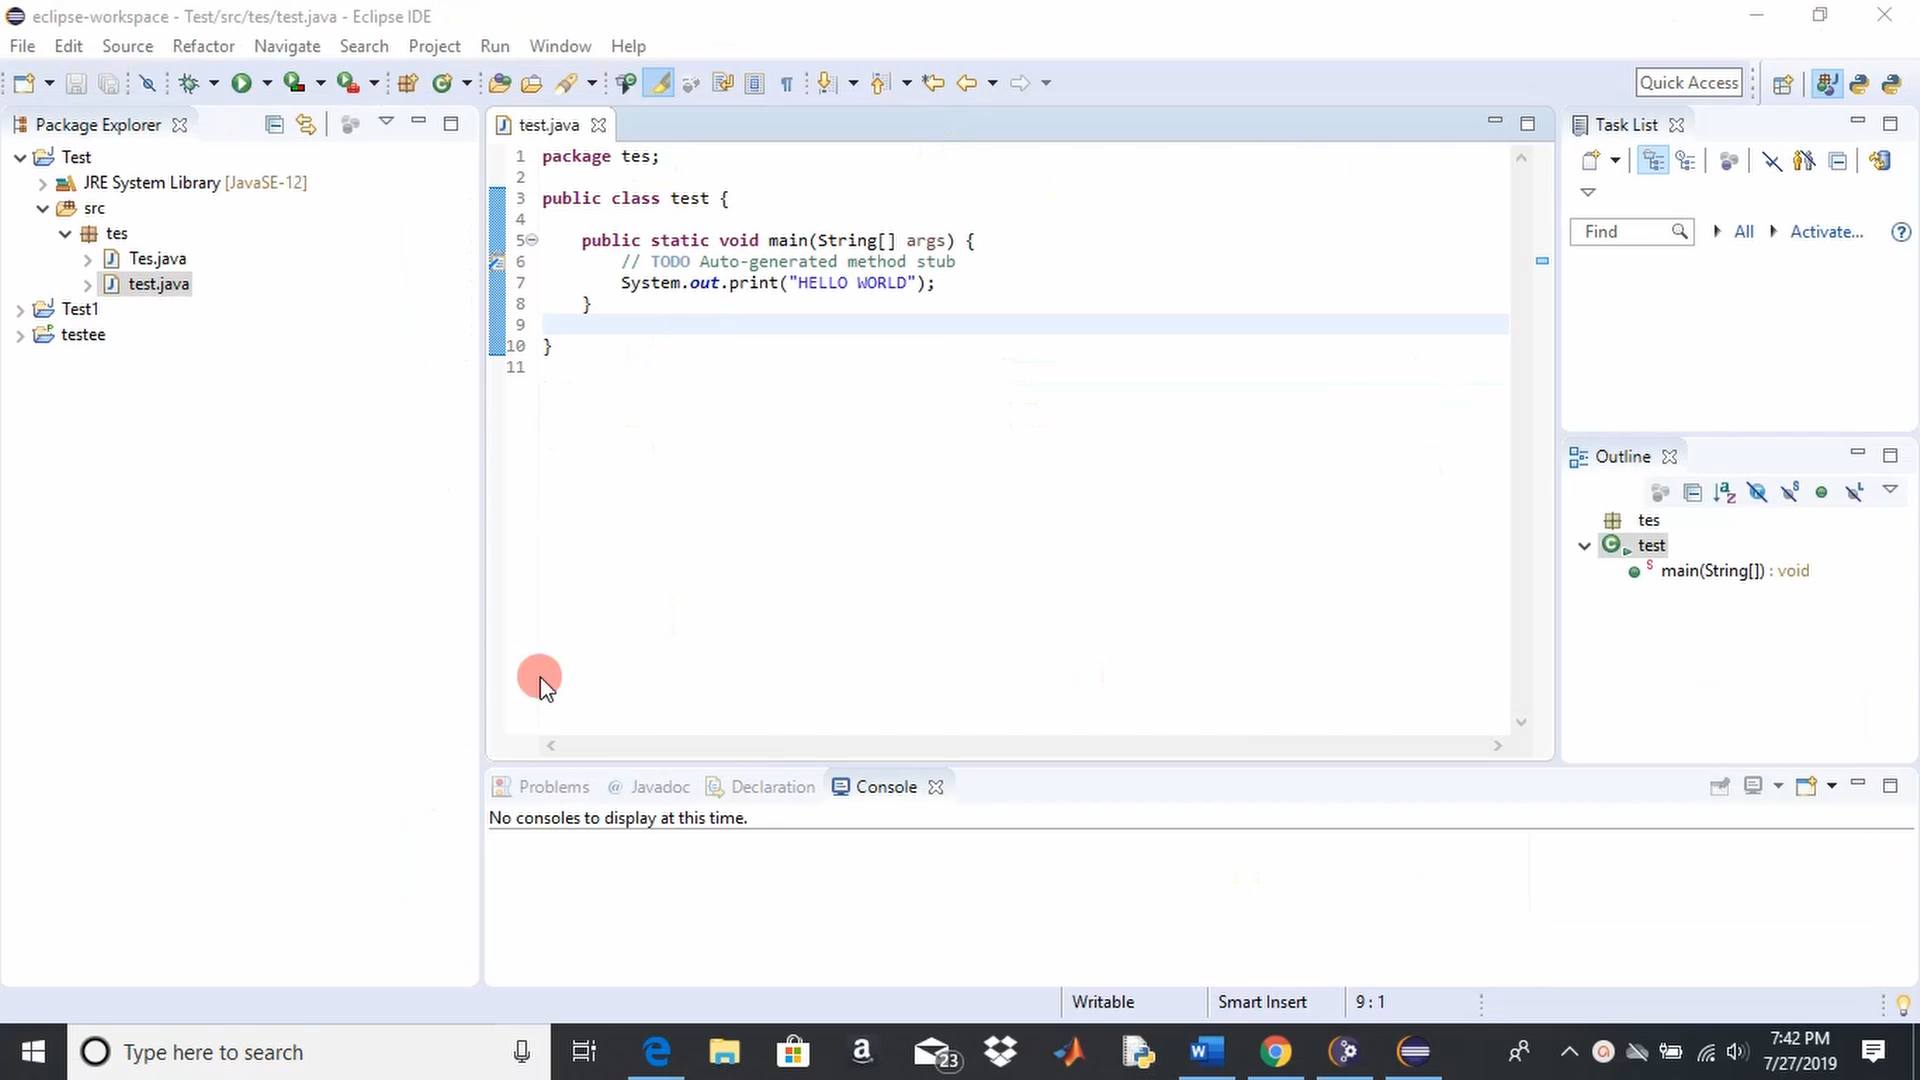 eclipse-workspace - Test/src/tes/test.java - Eclipse IDE
File Edit Source Refactor Navigate Search Project Run Window Help
Quick Access
Package Explorer
Test
JRE System Library [JavaSE-12]
src
tes
Tes.java
test.java
Test1
testee
test.java
1 package tes;
2
3 public class test {
4
5 public static void main(String[] args) {
6 // TODO Auto-generated method stub
7 System.out.print("HELLO WORLD");
8 }
9
10 }
11
Task List
Find All Activate...
Outline
tes
test
main(String[]) : void
Problems @ Javadoc Declaration Console
No consoles to display at this time.
Writable Smart Insert 9 : 1
Type here to search
23
7:42 PM
7/27/2019